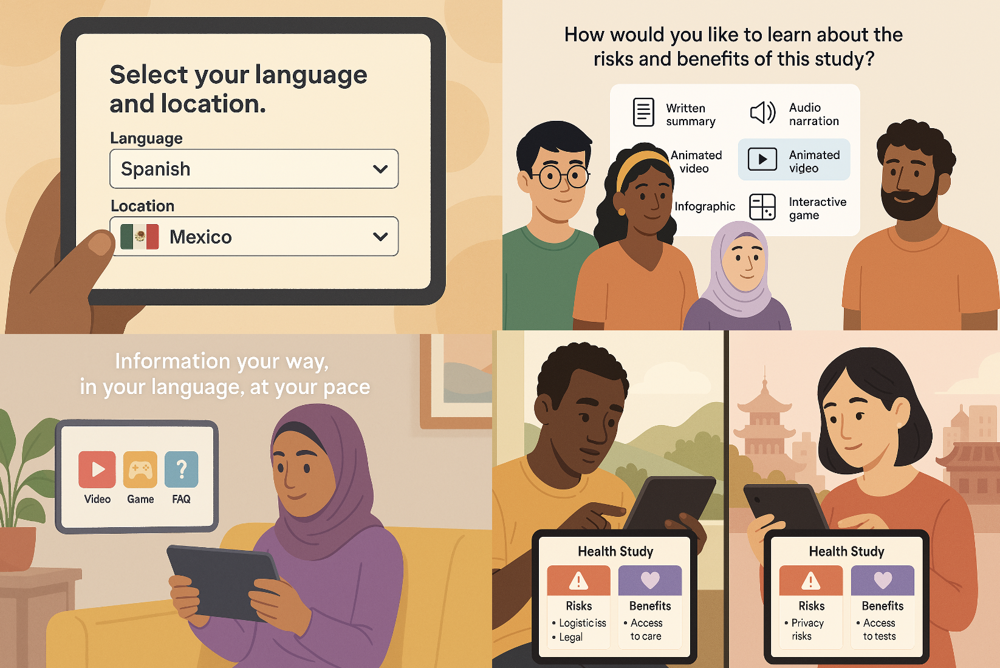 Select your language
and location.
Language
Spanish
Location
Mexico
How would you like to learn about the
risks and benefits of this study?
Written
summary
Audio
narration
Animated
video
Animated
video
Infographic
Interactive
game
Information your way,
in your language, at your pace
Video
Game
FAQ
?
Health Study
Risks
• Logistic iss
• Legal
Benefits
• Access
to care
Health Study
Risks
• Privacy
risks
Benefits
• Access
to tests